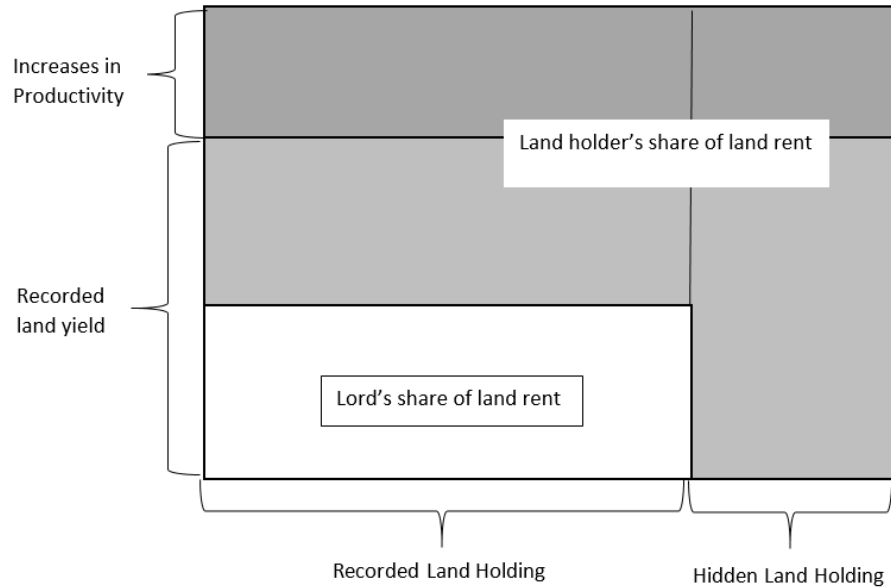 Increases in
Productivity
Land holder’s share of land rent
Recorded
land yield
Lord’s share of land rent
Recorded Land Holding
Hidden Land Holding